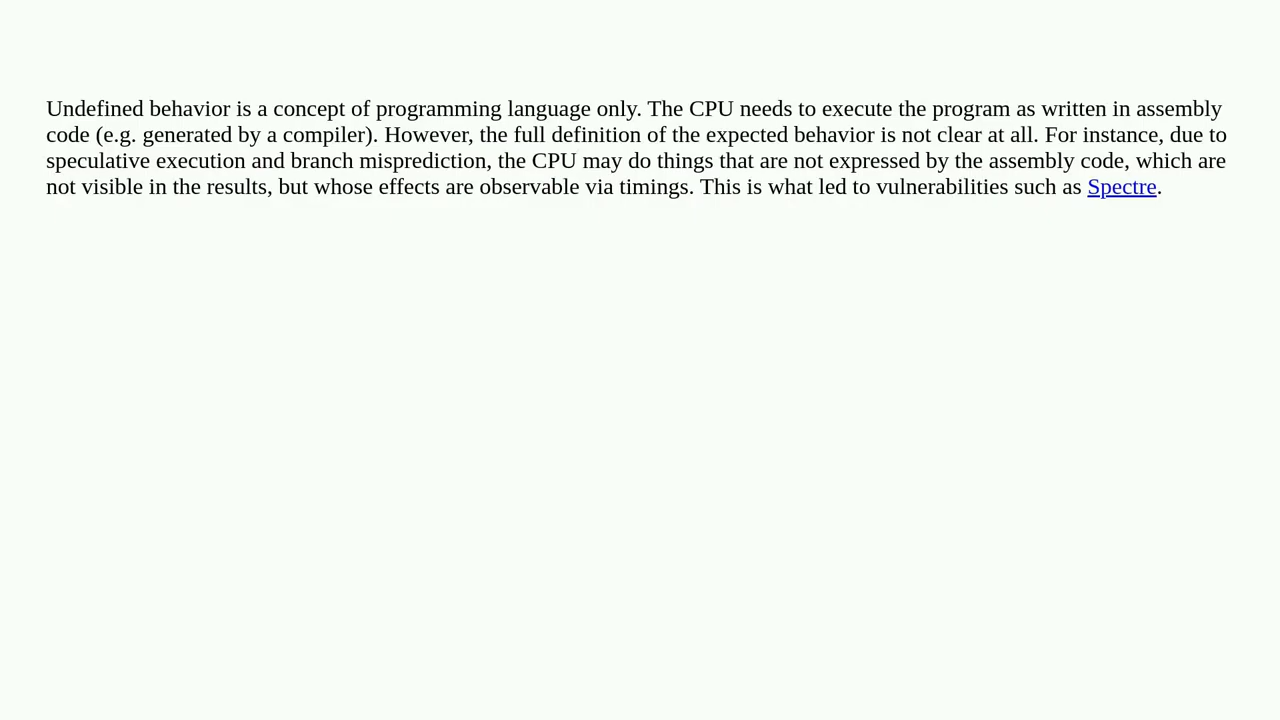 Undefined behavior is a concept of programming language only. The CPU needs to execute the program as written in assembly
code (e.g. generated by a compiler). However, the full definition of the expected behavior is not clear at all. For instance, due to
speculative execution and branch misprediction, the CPU may do things that are not expressed by the assembly code, which are
not visible in the results, but whose effects are observable via timings. This is what led to vulnerabilities such as Spectre.